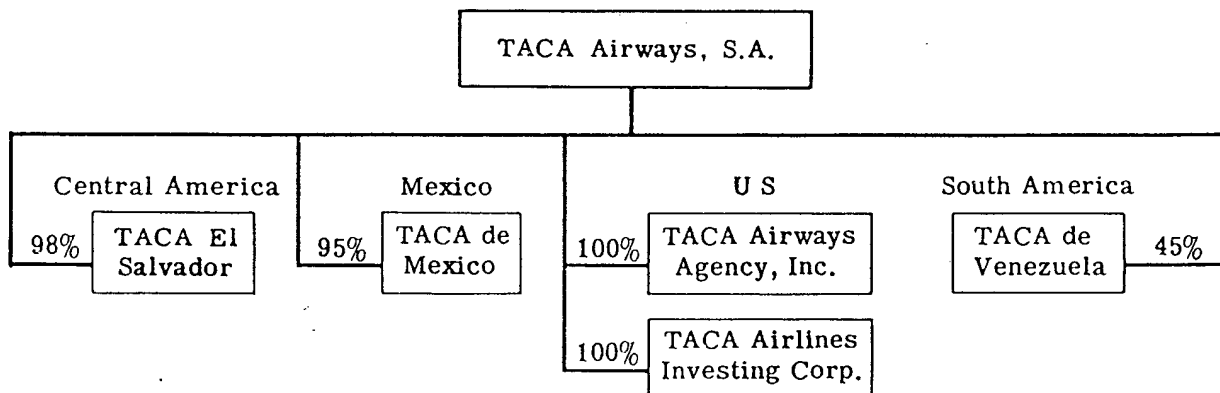 TACA Airways, S.A.
Central America
98%
TACA El
Salvador
Mexico
95%
TACA de
Mexico
U S
100%
TACA Airways
Agency, Inc.
100%
TACA Airlines
Investing Corp.
South America
TACA de
Venezuela
45%